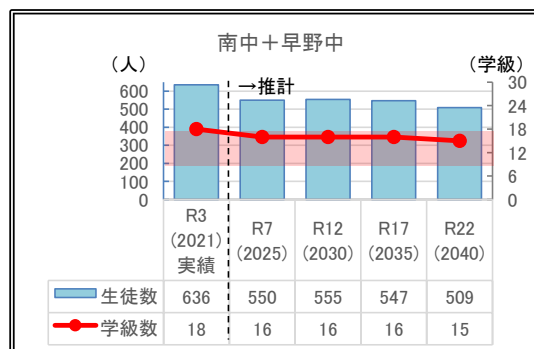 南中＋早野中
（人） （学級）
→推計
600 500 400 300 200 100 0
30 24 18 12 6 0
R3 R7 R12 R17 R22
（2021） （2025） （2030） （2035） （2040）
実績
生徒数 636 550 555 547 509
学級数 18 16 16 16 15